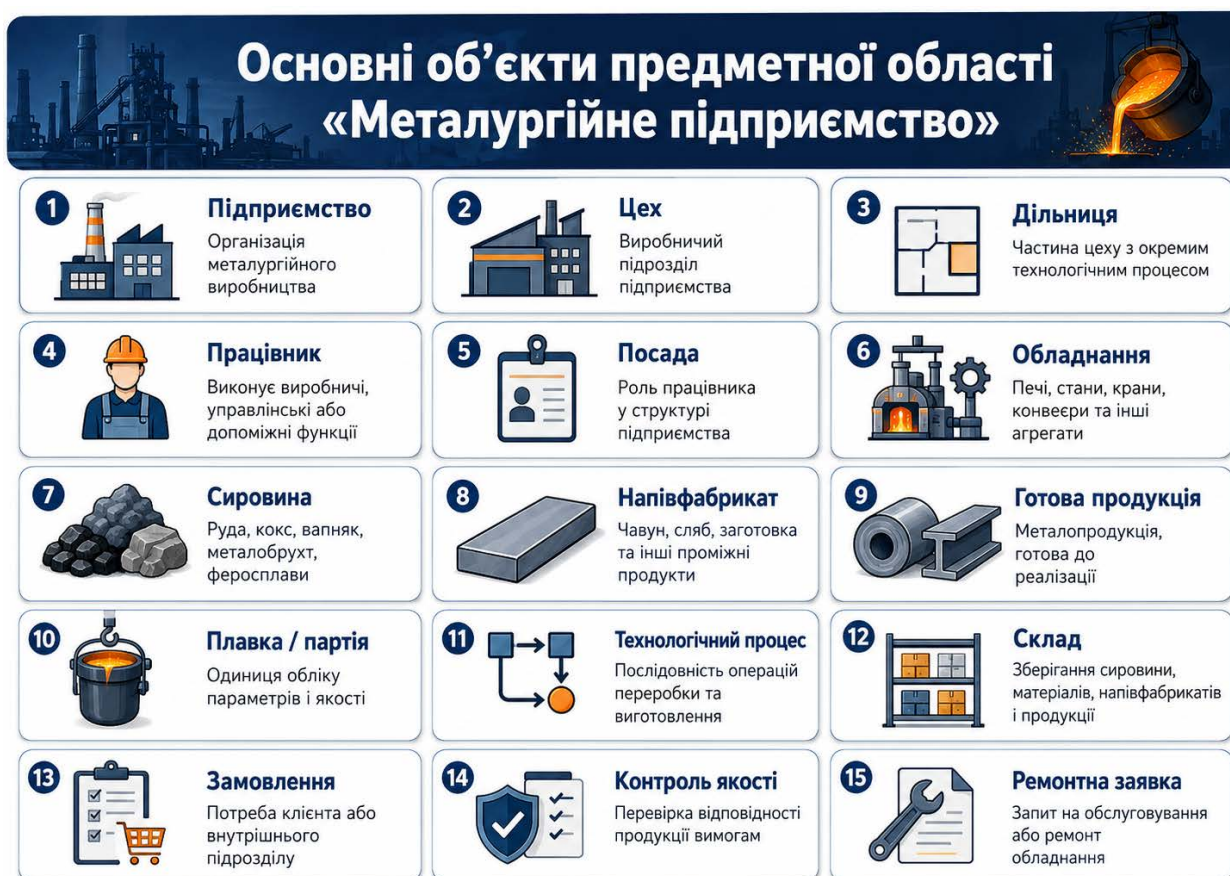 Основні об’єкти предметної області
«Металургійне підприємство»
1
Підприємство
Організація
металургійного
виробництва
2
Цех
Виробничий
підрозділ
підприємства
3
Дільниця
Частина цеху з окремим
технологічним процесом
4
Працівник
Виконує виробничі,
управлінські або
допоміжні функції
5
Посада
Роль працівника
у структурі
підприємства
6
Обладнання
Печі, стани, крани,
конвеєри та інші
агрегати
7
Сировина
Руда, кокс, вапняк,
металобрухт,
феросплави
8
Напівфабрикат
Чавун, сляб, заготовка
та інші проміжні
продукти
9
Готова продукція
Металопродукція,
готова до
реалізації
10
Плавка / партія
Одиниця обліку
параметрів і якості
11
Технологічний процес
Послідовність операцій
переробки та
виготовлення
12
Склад
Зберігання сировини,
матеріалів, напівфабрикатів
і продукції
13
Замовлення
Потреба клієнта або
внутрішнього
підрозділу
14
Контроль якості
Перевірка відповідності
продукції вимогам
15
Ремонтна заявка
Запит на обслуговування
або ремонт
обладнання